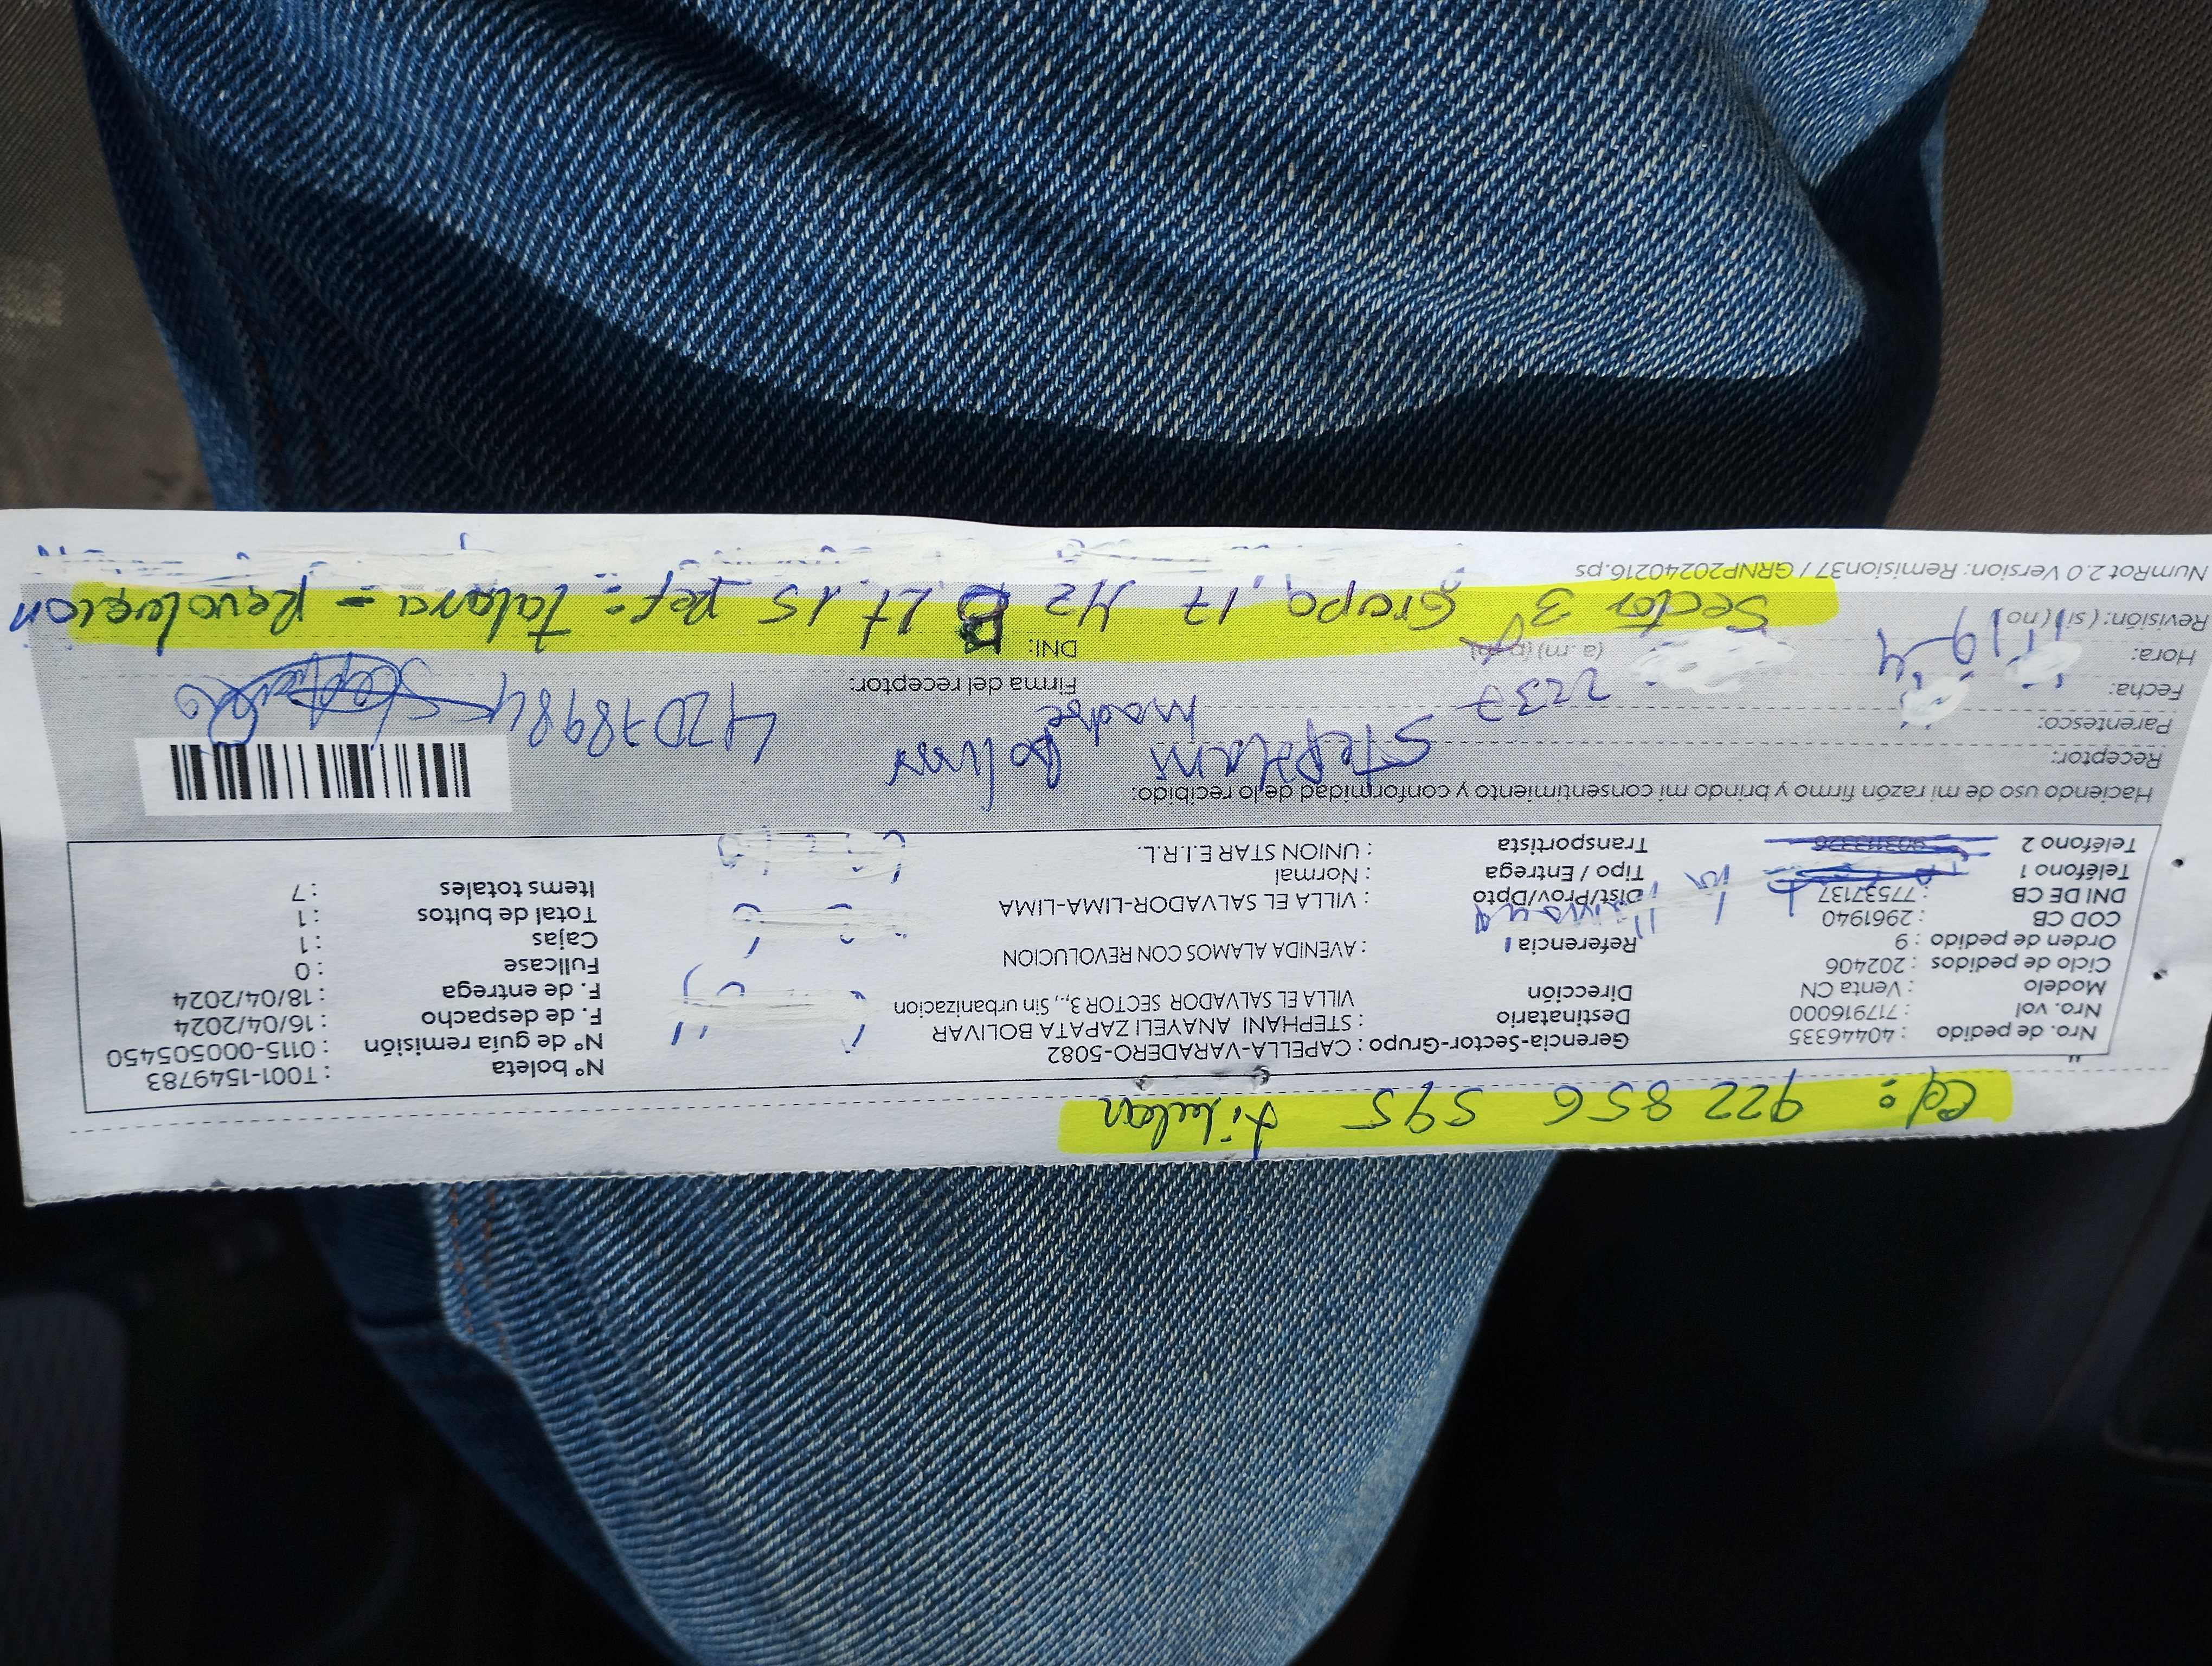 Cel: 922 856 595 titular
Nro. de pedido : 40446335
Nro. vol : 717916000
Modelo : Venta CN
Ciclo de pedidos : 202406
Orden de pedido : 9
COD CB : 2961940
DNI DE CB : 77537137
Teléfono 1
Teléfono 2
Gerencia-Sector-Grupo : CAPELLA-VARADERO-5082
Destinatario : STEPHANI ANAYELI ZAPATA BOLIVAR
Dirección VILLA EL SALVADOR SECTOR 3,., Sin urbanizacion
Referencia : AVENIDA ALAMOS CON REVOLUCION
Dist/Prov/Dpto : VILLA EL SALVADOR-LIMA-LIMA
Tipo / Entrega : Normal
Transportista : UNION STAR E.I.R.L.
N° boleta : T001-1549783
N° de guía remisión : 0115-000505450
F. de despacho : 16/04/2024
F. de entrega : 18/04/2024
Fullcase : 0
Cajas : 1
Total de bultos : 1
Items totales : 7
Haciendo uso de mi razón firmo y brindo mi consentimiento y conformidad de lo recibido:
Receptor: Stephani Bolivar
Parentesco: Madre
Fecha: 19-4
Hora: (a.m) (p.m)
Revisión: ( si ) ( no )
Firma del receptor:
DNI: 42078984
Sector 3 Grupo 17 Mz B Lt 15 Ref: Talara - Revolucion
NumRot 2.0 Version: Remision37 / GRNP20240216.ps